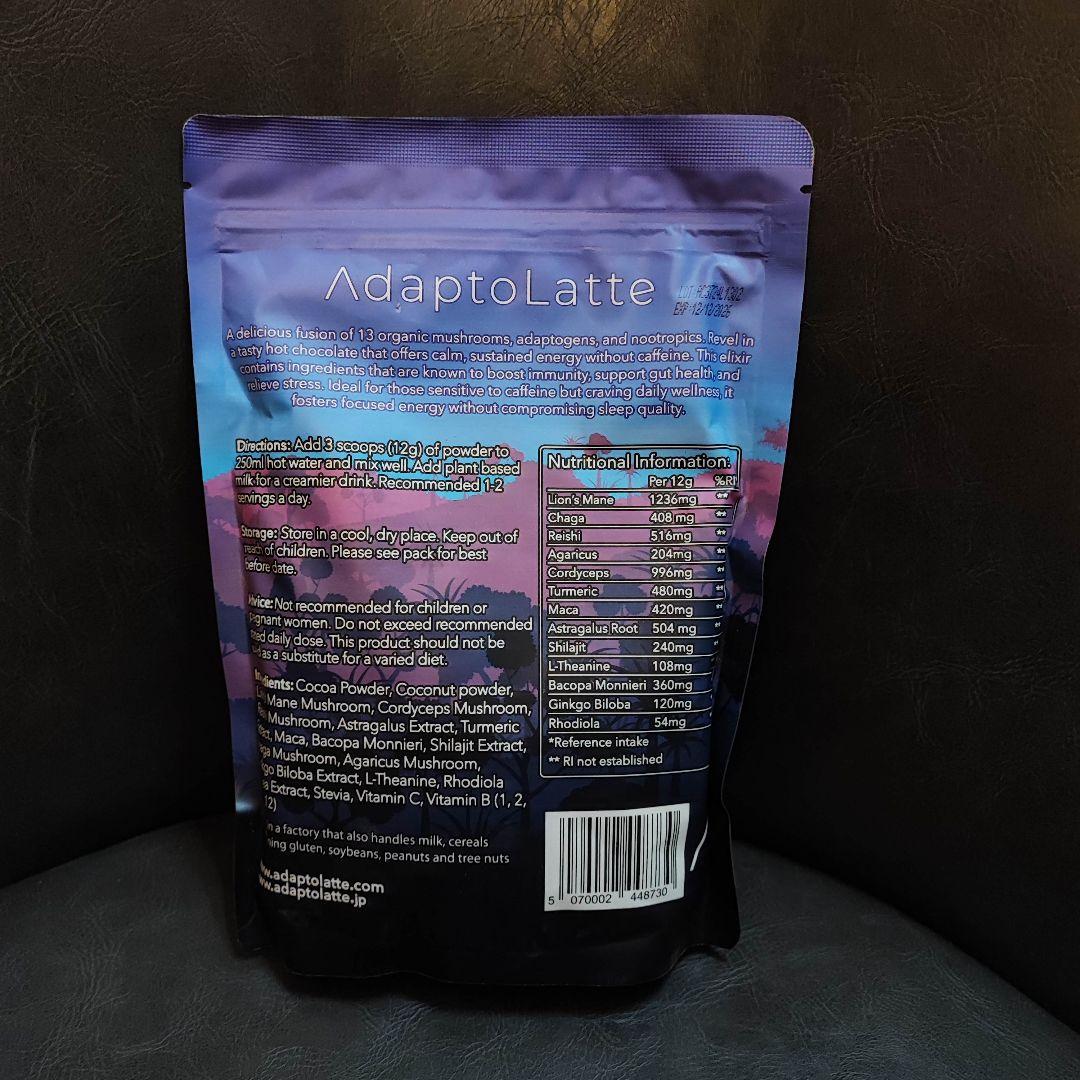 AdaptoLatte
EXP:12/12/2026
A delicious fusion of 13 organic mushrooms, adaptogens, and nootropics. Revel in
a tasty hot chocolate that offers calm, sustained energy without caffeine. This elixir
contains ingredients that are known to boost immunity, support gut health, and
relieve stress. Ideal for those sensitive to caffeine but craving daily wellness, it
fosters focused energy without compromising sleep quality.
Directions: Add 3 scoops (12g) of powder to
250ml hot water and mix well. Add plant based
milk for a creamier drink. Recommended 1-2
servings a day.
Storage: Store in a cool, dry place. Keep out of
reach of children. Please see pack for best
before date.
Not recommended for children or
women. Do not exceed recommended
daily dose. This product should not be
as a substitute for a varied diet.
Cocoa Powder, Coconut powder,
Mane Mushroom, Cordyceps Mushroom,
Mushroom, Astragalus Extract, Turmeric
Maca, Bacopa Monnieri, Shilajit Extract,
Mushroom, Agaricus Mushroom,
Biloba Extract, L-Theanine, Rhodiola
Extract, Stevia, Vitamin C, Vitamin B (1, 2,
12)
in a factory that also handles milk, cereals
gluten, soybeans, peanuts and tree nuts
www.adaptolatte.com
www.adaptolatte.jp
Nutritional Information:
Per 12g %RI*
Lion's Mane 1236mg **
Chaga 408 mg **
Reishi 516mg **
Agaricus 204mg **
Cordyceps 996mg **
Turmeric 480mg **
Maca 420mg **
Astragalus Root 504 mg **
Shilajit 240mg
L-Theanine 108mg
Bacopa Monnieri 360mg
Ginkgo Biloba 120mg
Rhodiola 54mg
*Reference intake
** RI not established
5 070002 448730